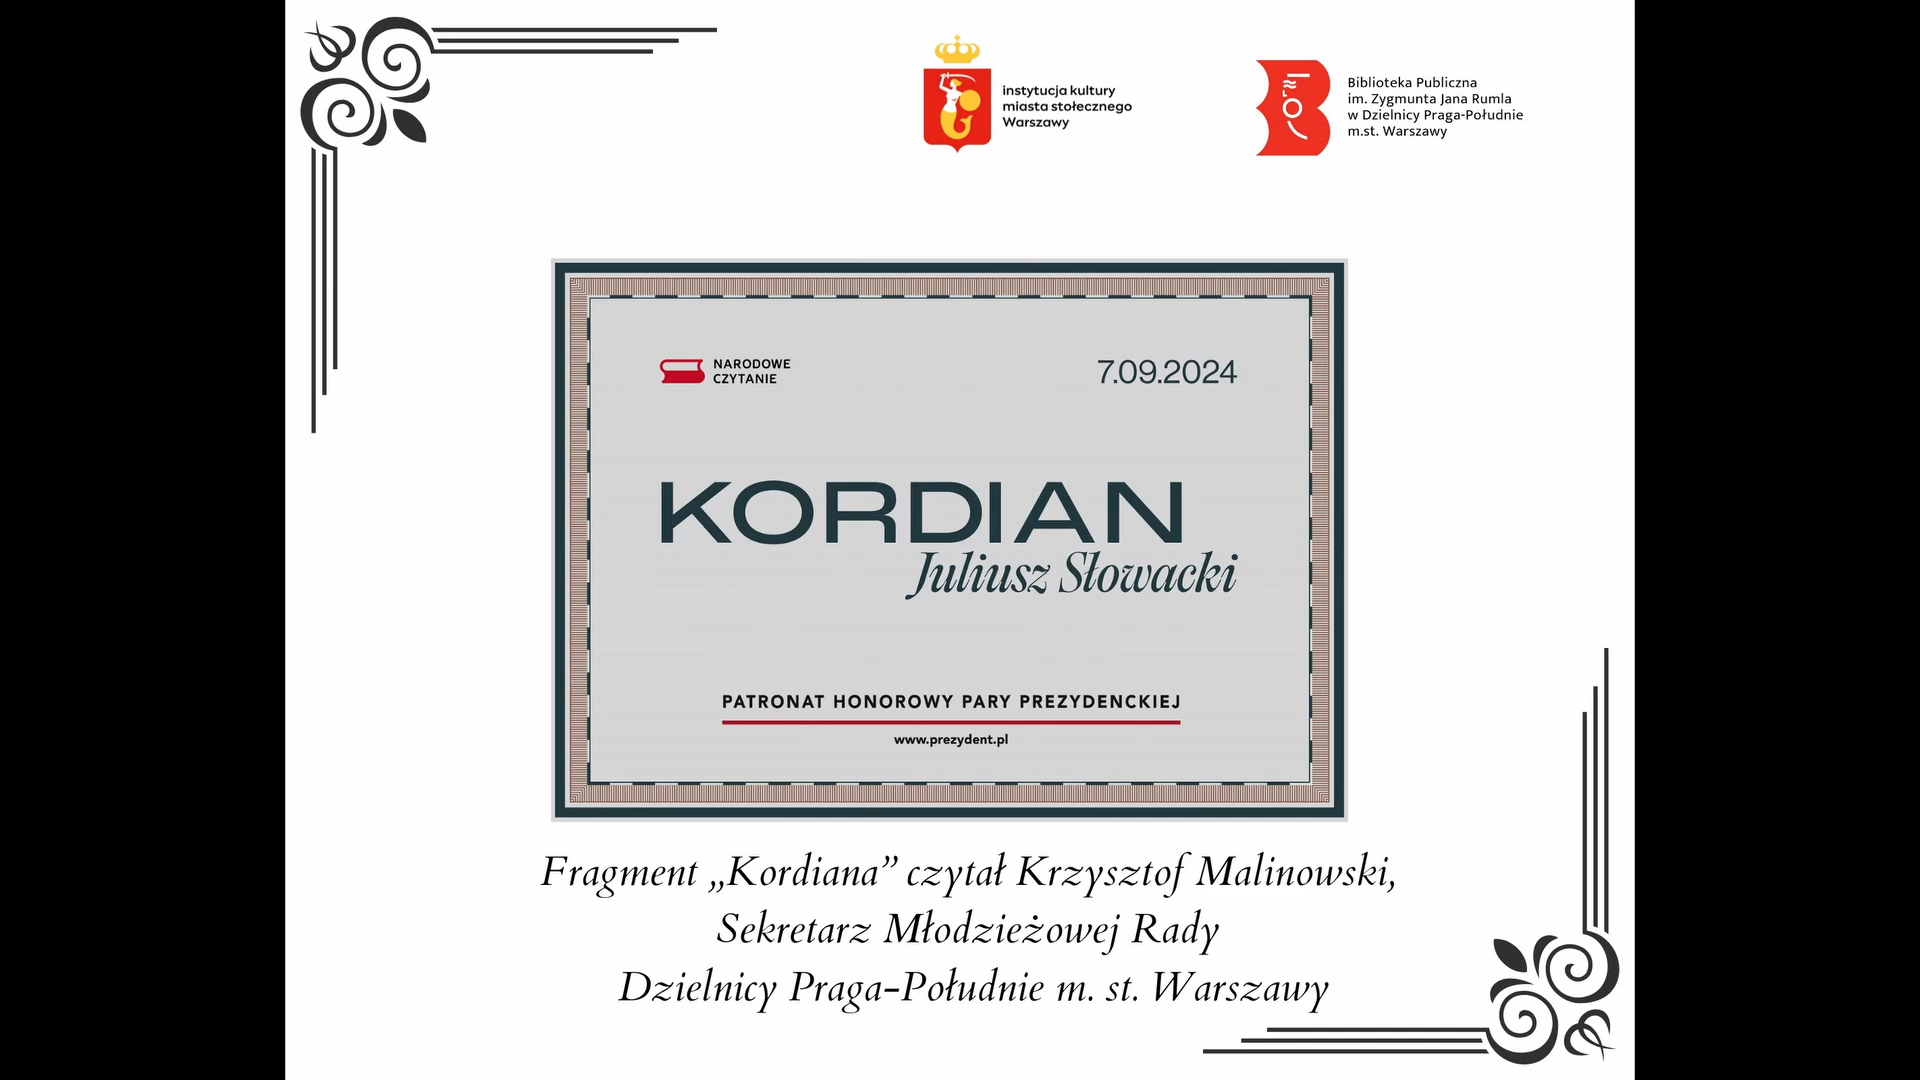 instytucja kultury
miasta stołecznego
Warszawy
Biblioteka Publiczna
im. Zygmunta Jana Rumla
w Dzielnicy Praga-Południe
m.st. Warszawy
NARODOWE
CZYTANIE
7.09.2024
KORDIAN
Juliusz Słowacki
PATRONAT HONOROWY PARY PREZYDENCKIEJ
www.prezydent.pl
Fragment „Kordiana” czytał Krzysztof Malinowski,
Sekretarz Młodzieżowej Rady
Dzielnicy Praga-Południe m. st. Warszawy